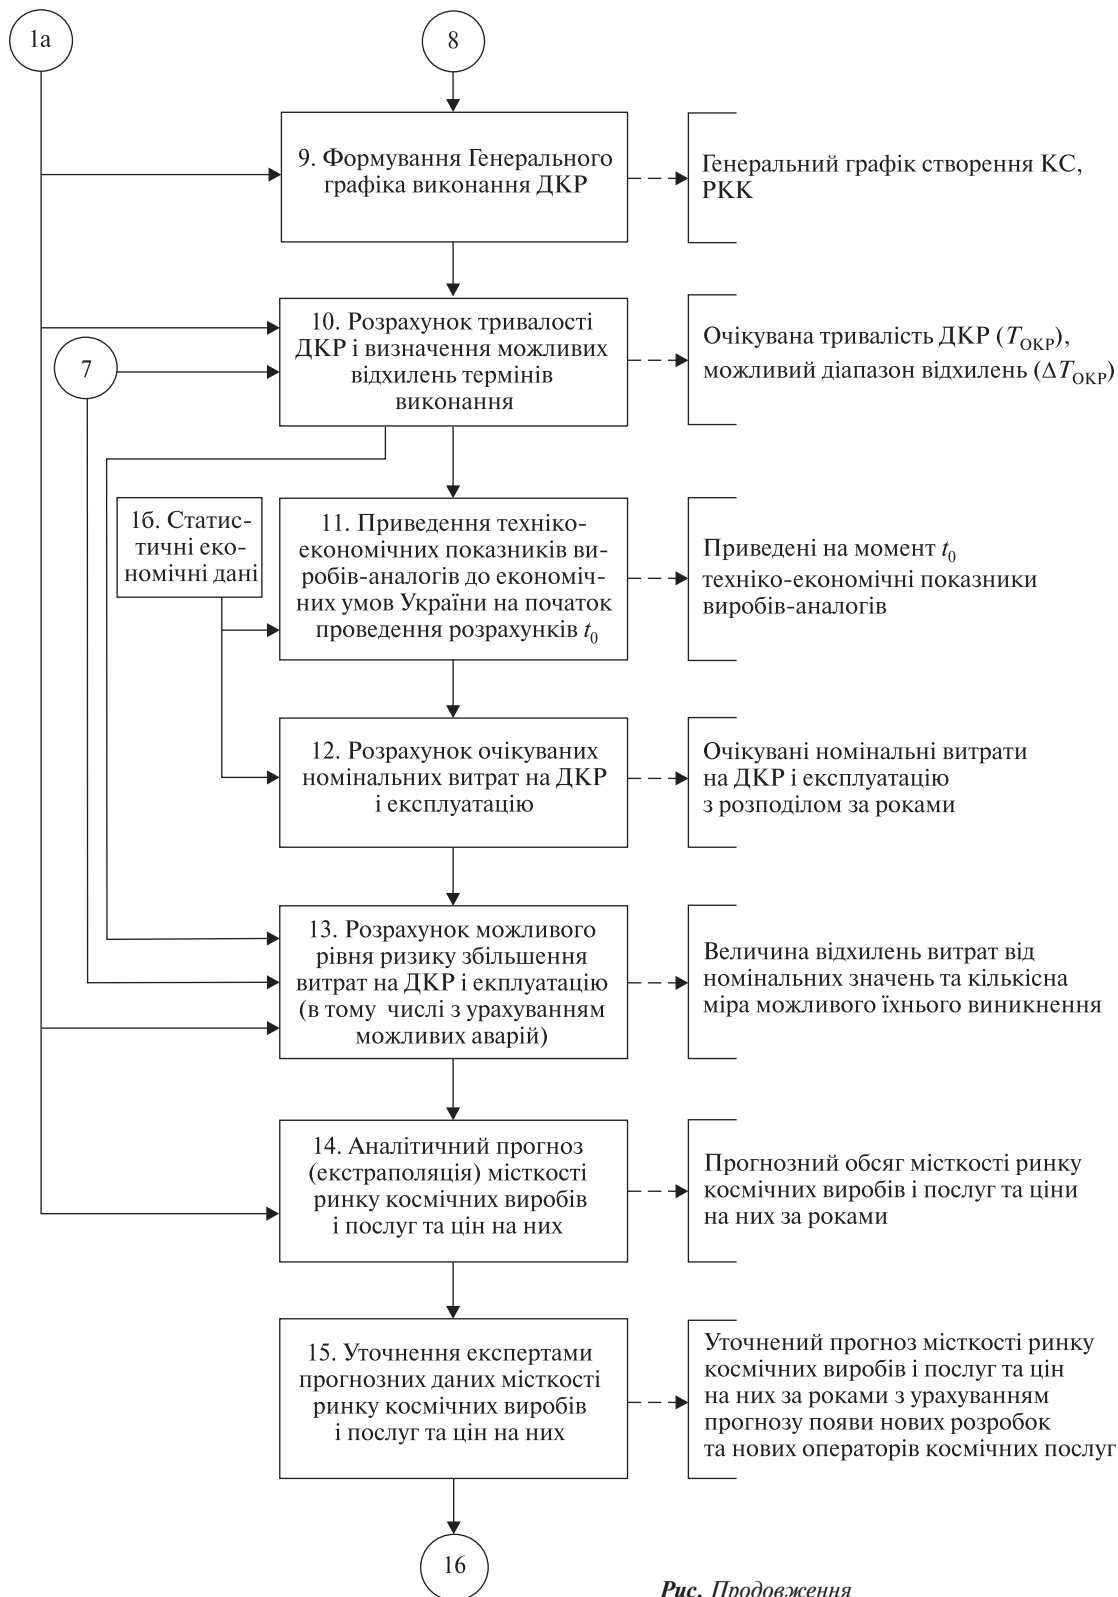 1а
8
9. Формування Генерального
графіка виконання ДКР
Генеральний графік створення КС,
РКК
10. Розрахунок тривалості
ДКР і визначення можливих
відхилень термінів
виконання
7
Очікувана тривалість ДКР (T_ОКР),
можливий діапазон відхилень (ΔT_ОКР)
1б. Статис-
тичні еко-
номічні дані
11. Приведення техніко-
економічних показників ви-
робів-аналогів до економіч-
них умов України на початок
проведення розрахунків t_0
Приведені на момент t_0
техніко-економічні показники
виробів-аналогів
12. Розрахунок очікуваних
номінальних витрат на ДКР
і експлуатацію
Очікувані номінальні витрати
на ДКР і експлуатацію
з розподілом за роками
13. Розрахунок можливого
рівня ризику збільшення
витрат на ДКР і екплуатацію
(в тому числі з урахуванням
можливих аварій)
Величина відхилень витрат від
номінальних значень та кількісна
міра можливого їхнього виникнення
14. Аналітичний прогноз
(екстраполяція) місткості
ринку космічних виробів
і послуг та цін на них
Прогнозний обсяг місткості ринку
космічних виробів і послуг та ціни
на них за роками
15. Уточнення експертами
прогнозних даних місткості
ринку космічних виробів
і послуг та цін на них
Уточнений прогноз місткості ринку
космічних виробів і послуг та цін
на них за роками з урахуванням
прогнозу появи нових розробок
та нових операторів космічних послуг
16
Рис. Продовження